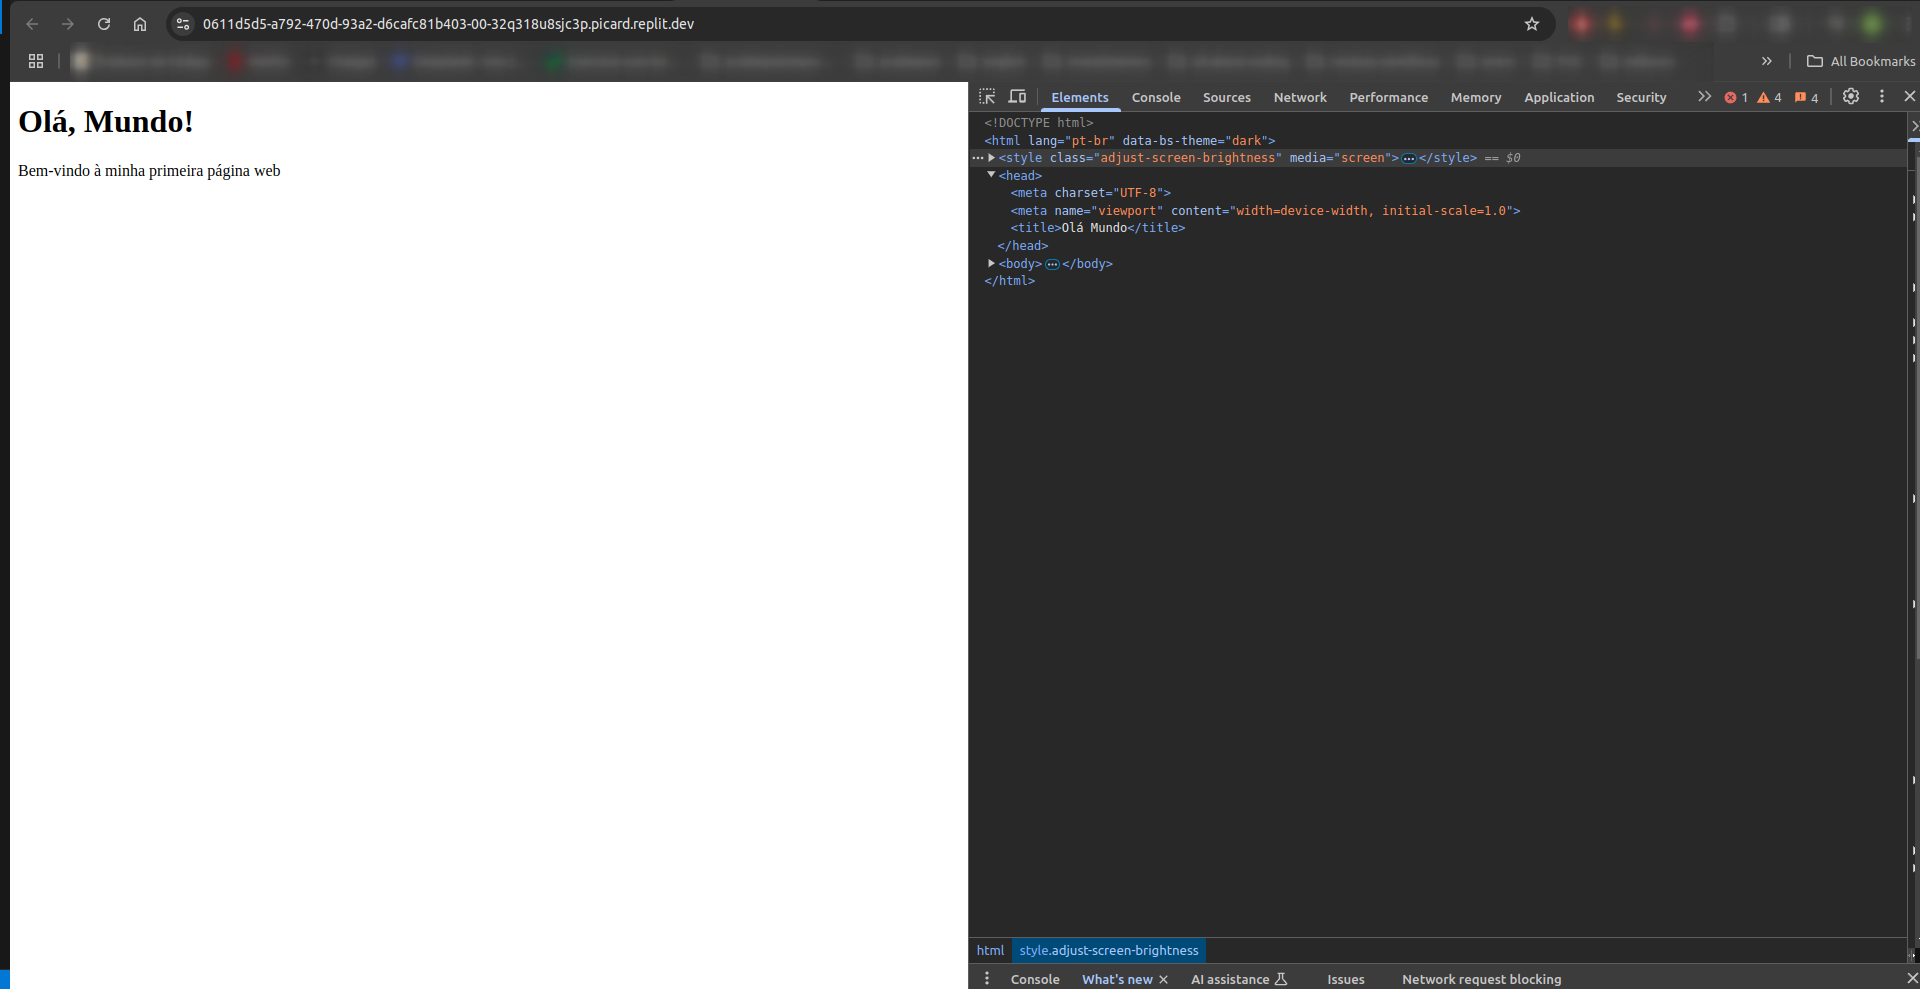 0611d5d5-a792-470d-93a2-d6cafc81b403-00-32q318u8sjc3p.picard.replit.dev
All Bookmarks
Olá, Mundo!
Bem-vindo à minha primeira página web
Elements Console Sources Network Performance Memory Application Security 1 4 4
<!DOCTYPE html>
<html lang="pt-br" data-bs-theme="dark">
<style class="adjust-screen-brightness" media="screen">…</style> == $0
<head>
<meta charset="UTF-8">
<meta name="viewport" content="width=device-width, initial-scale=1.0">
<title>Olá Mundo</title>
</head>
<body>…</body>
</html>
html style.adjust-screen-brightness
Console What's new AI assistance Issues Network request blocking